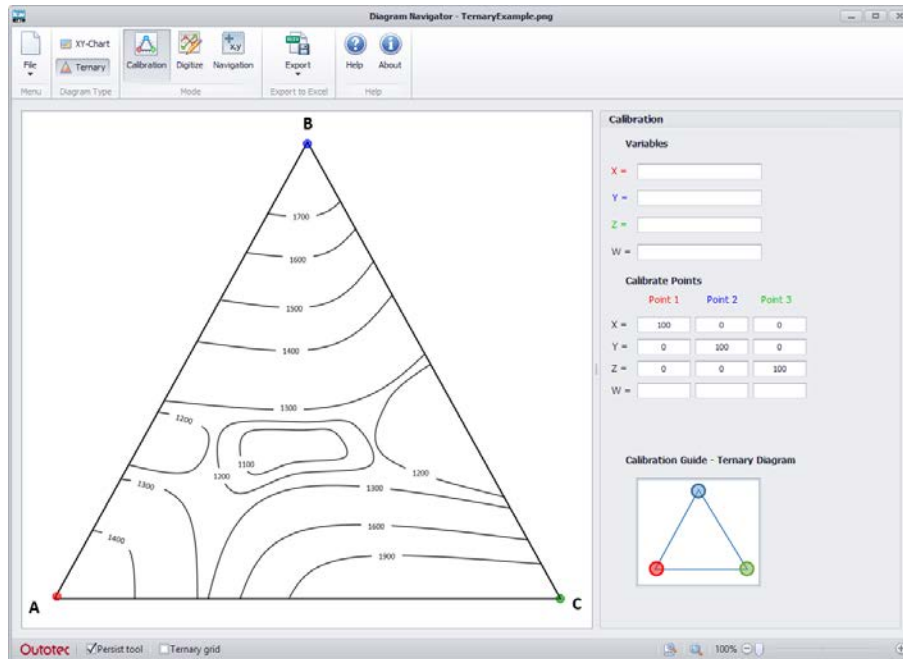 Diagram Navigator - TernaryExample.png
File
XY-Chart
Ternary
Calibration
Digitize
Navigation
Export
Help
About
Menu
Diagram Type
Mode
Export to Excel
Help
B
1700
1600
1500
1400
1300
1200
1100
1200
1200
1300
1300
1400
1600
1900
A
C
Calibration
Variables
X =
Y =
Z =
W =
Calibrate Points
Point 1 Point 2 Point 3
X = 100 0 0
Y = 0 100 0
Z = 0 0 100
W =
Calibration Guide - Ternary Diagram
Outotec Persist tool Ternary grid 100%